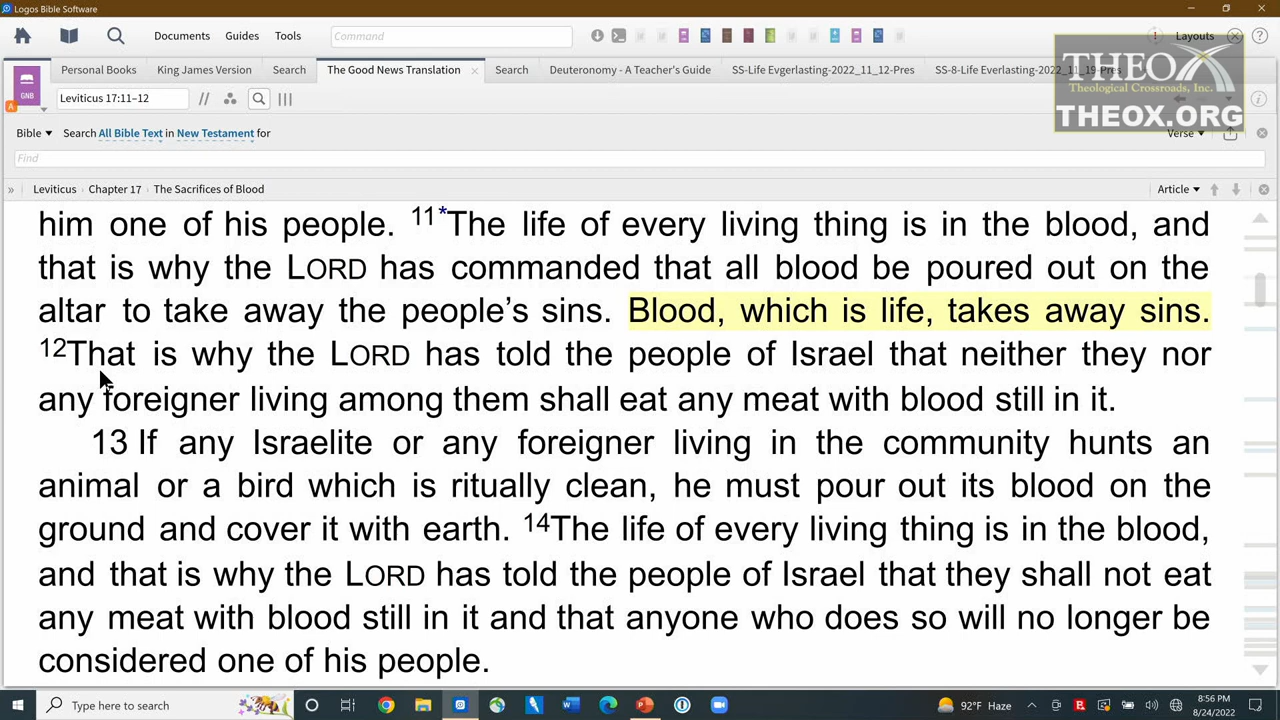 Logos Bible Software
Documents Guides Tools Command Layouts
THEOX
Theological Crossroads, Inc.
THEOX.ORG
Personal Books King James Version Search The Good News Translation Search Deuteronomy - A Teacher's Guide SS-Life Evgerlasting-2022_11_12-Pres SS-8-Life Everlasting-2022_11_19-Pres
GNB
A
Leviticus 17:11–12
Bible Search All Bible Text in New Testament for Verse
Find
» Leviticus Chapter 17 The Sacrifices of Blood Article
him one of his people. 11*The life of every living thing is in the blood, and
that is why the LORD has commanded that all blood be poured out on the
altar to take away the people's sins. Blood, which is life, takes away sins.
12That is why the LORD has told the people of Israel that neither they nor
any foreigner living among them shall eat any meat with blood still in it.
13 If any Israelite or any foreigner living in the community hunts an
animal or a bird which is ritually clean, he must pour out its blood on the
ground and cover it with earth. 14The life of every living thing is in the blood,
and that is why the LORD has told the people of Israel that they shall not eat
any meat with blood still in it and that anyone who does so will no longer be
considered one of his people.
Type here to search 92°F Haze 8:56 PM
8/24/2022